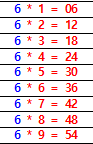 6 * 1 = 06
6 * 2 = 12
6 * 3 = 18
6 * 4 = 24
6 * 5 = 30
6 * 6 = 36
6 * 7 = 42
6 * 8 = 48
6 * 9 = 54